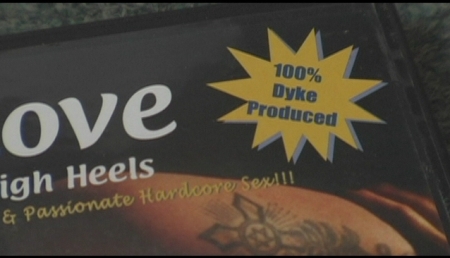 100%
Dyke
Produced
ove
igh Heels
& Passionate Hardcore Sex!!!